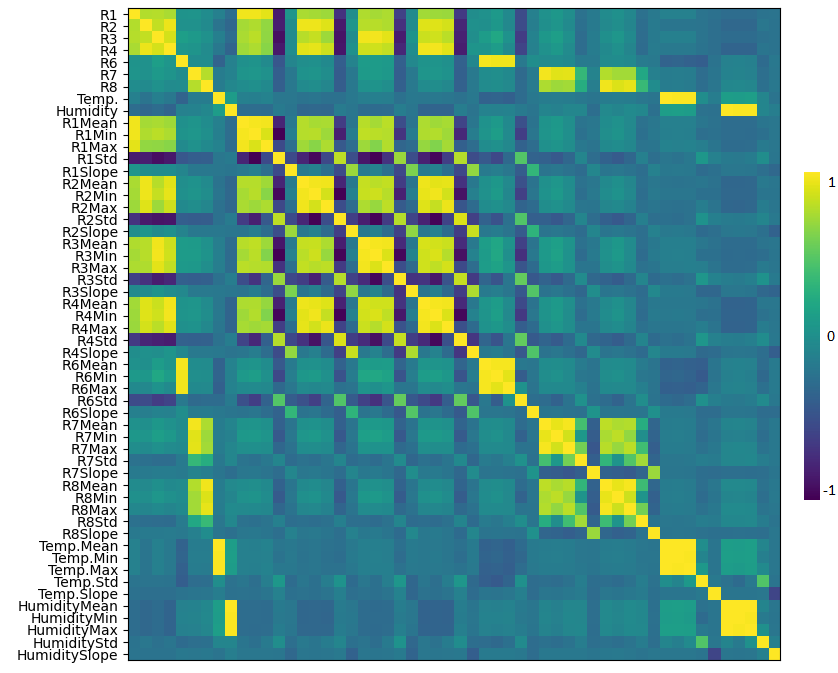 R1
R2
R3
R4
R6
R7
R8
Temp.
Humidity
R1Mean
R1Min
R1Max
R1Std
R1Slope
R2Mean
R2Min
R2Max
R2Std
R2Slope
R3Mean
R3Min
R3Max
R3Std
R3Slope
R4Mean
R4Min
R4Max
R4Std
R4Slope
R6Mean
R6Min
R6Max
R6Std
R6Slope
R7Mean
R7Min
R7Max
R7Std
R7Slope
R8Mean
R8Min
R8Max
R8Std
R8Slope
Temp.Mean
Temp.Min
Temp.Max
Temp.Std
Temp.Slope
HumidityMean
HumidityMin
HumidityMax
HumidityStd
HumiditySlope
1
0
-1